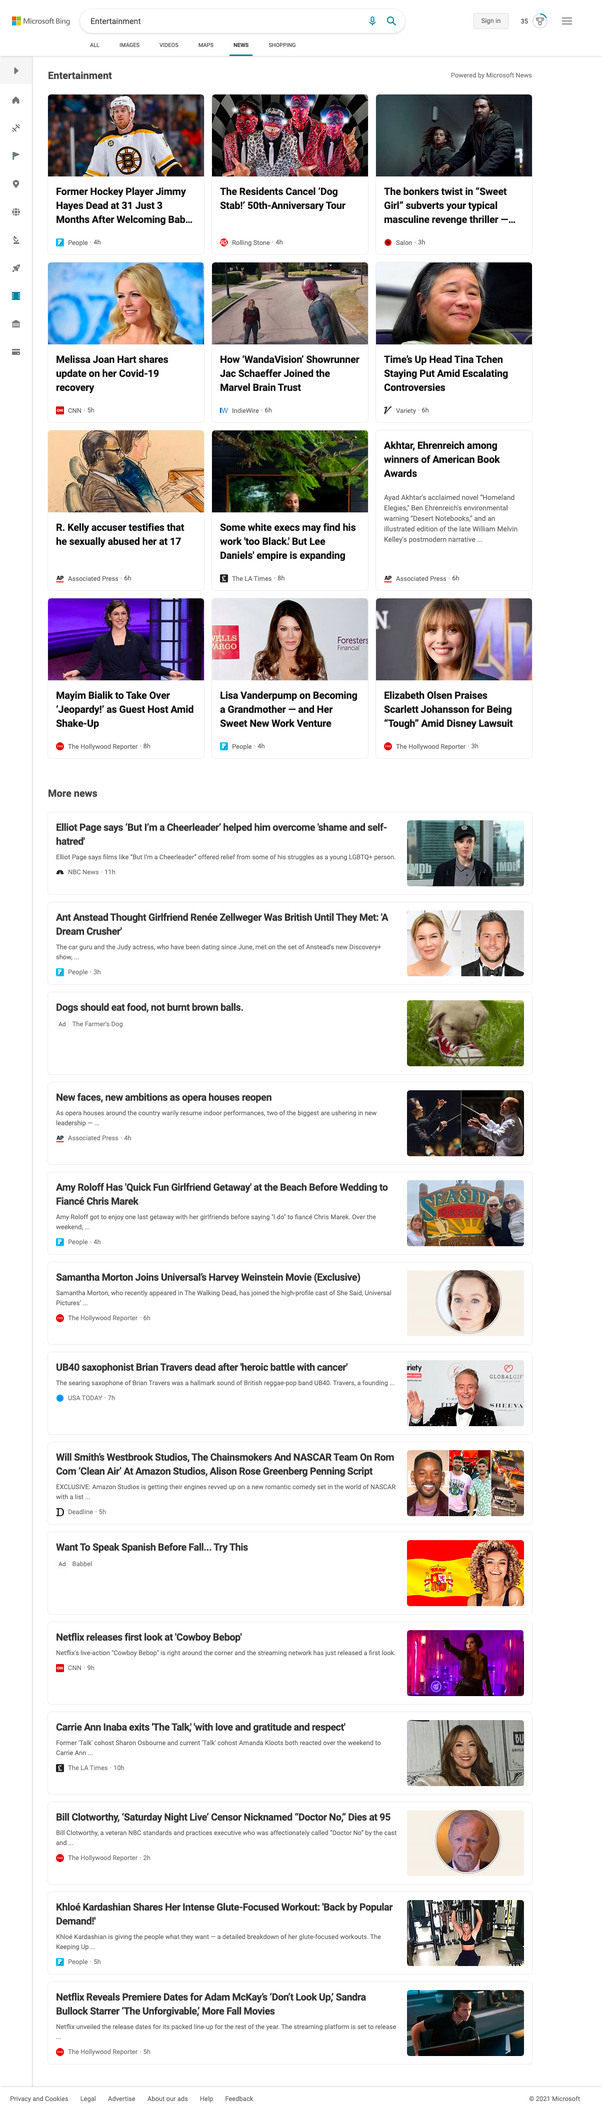 Microsoft Bing
Entertainment
Sign in
35
ALL IMAGES VIDEOS MAPS NEWS SHOPPING
Entertainment
Powered by Microsoft News
Former Hockey Player Jimmy
Hayes Dead at 31 Just 3
Months After Welcoming Bab...
People · 4h
The Residents Cancel ‘Dog
Stab!’ 50th-Anniversary Tour
Rolling Stone · 4h
The bonkers twist in “Sweet
Girl” subverts your typical
masculine revenge thriller —...
Salon · 3h
Melissa Joan Hart shares
update on her Covid-19
recovery
CNN · 5h
How ‘WandaVision’ Showrunner
Jac Schaeffer Joined the
Marvel Brain Trust
IW IndieWire · 6h
Time’s Up Head Tina Tchen
Staying Put Amid Escalating
Controversies
Variety · 6h
R. Kelly accuser testifies that
he sexually abused her at 17
AP Associated Press · 6h
Some white execs may find his
work 'too Black.' But Lee
Daniels' empire is expanding
The LA Times · 8h
Akhtar, Ehrenreich among
winners of American Book
Awards
Ayad Akhtar's acclaimed novel “Homeland
Elegies," Ben Ehrenreich's environmental
warning “Desert Notebooks,” and an
illustrated edition of the late William Melvin
Kelley's postmodern narrative ...
AP Associated Press · 6h
Mayim Bialik to Take Over
‘Jeopardy!’ as Guest Host Amid
Shake-Up
The Hollywood Reporter · 8h
WELLS
FARGO
Foresters
Financial
Lisa Vanderpump on Becoming
a Grandmother — and Her
Sweet New Work Venture
People · 4h
N.
Elizabeth Olsen Praises
Scarlett Johansson for Being
“Tough” Amid Disney Lawsuit
The Hollywood Reporter · 3h
More news
Elliot Page says ‘But I’m a Cheerleader’ helped him overcome 'shame and self-
hatred'
Elliot Page says films like “But I'm a Cheerleader” offered relief from some of his struggles as a young LGBTQ+ person.
NBC News · 11h
IMDb
IMDb
Ant Anstead Thought Girlfriend Renée Zellweger Was British Until They Met: 'A
Dream Crusher'
The car guru and the Judy actress, who have been dating since June, met on the set of Anstead's new Discovery+
show, ...
People · 3h
Dogs should eat food, not burnt brown balls.
Ad The Farmer's Dog
New faces, new ambitions as opera houses reopen
As opera houses around the country warily resume indoor performances, two of the biggest are ushering in new
leadership — ...
AP Associated Press · 4h
Amy Roloff Has 'Quick Fun Girlfriend Getaway' at the Beach Before Wedding to
Fiancé Chris Marek
Amy Roloff got to enjoy one last getaway with her girlfriends before saying "I do" to fiancé Chris Marek. Over the
weekend, ...
People · 4h
SEASID
OREGON
Samantha Morton Joins Universal’s Harvey Weinstein Movie (Exclusive)
Samantha Morton, who recently appeared in The Walking Dead, has joined the high-profile cast of She Said, Universal
Pictures’ ...
The Hollywood Reporter · 6h
UB40 saxophonist Brian Travers dead after 'heroic battle with cancer'
The searing saxophone of Brian Travers was a hallmark sound of British reggae-pop band UB40. Travers, a founding ...
USA TODAY · 7h
riety
GLOBALGIF
SHEEVA
Will Smith’s Westbrook Studios, The Chainsmokers And NASCAR Team On Rom
Com ‘Clean Air’ At Amazon Studios, Alison Rose Greenberg Penning Script
EXCLUSIVE: Amazon Studios is getting their engines revved up on a new romantic comedy set in the world of NASCAR
with a list ...
D Deadline · 5h
Want To Speak Spanish Before Fall... Try This
Ad Babbel
Netflix releases first look at 'Cowboy Bebop'
Netflix's live-action "Cowboy Bebop" is right around the corner and the streaming network has just released a first look.
CNN · 9h
Carrie Ann Inaba exits 'The Talk,' 'with love and gratitude and respect'
Former 'Talk' cohost Sharon Osbourne and current 'Talk' cohost Amanda Kloots both reacted over the weekend to
Carrie Ann ...
The LA Times · 10h
Bill Clotworthy, ‘Saturday Night Live’ Censor Nicknamed “Doctor No,” Dies at 95
Bill Clotworthy, a veteran NBC standards and practices executive who was affectionately called “Doctor No” by the cast
and ...
The Hollywood Reporter · 2h
Khloé Kardashian Shares Her Intense Glute-Focused Workout: 'Back by Popular
Demand!'
Khloé Kardashian is giving the people what they want — a detailed breakdown of her glute-focused workouts. The
Keeping Up ...
People · 5h
Netflix Reveals Premiere Dates for Adam McKay’s ‘Don’t Look Up,’ Sandra
Bullock Starrer ‘The Unforgivable,’ More Fall Movies
Netflix unveiled the release dates for its packed line-up for the rest of the year. The streaming platform is set to release
...
The Hollywood Reporter · 5h
Privacy and Cookies Legal Advertise About our ads Help Feedback
© 2021 Microsoft